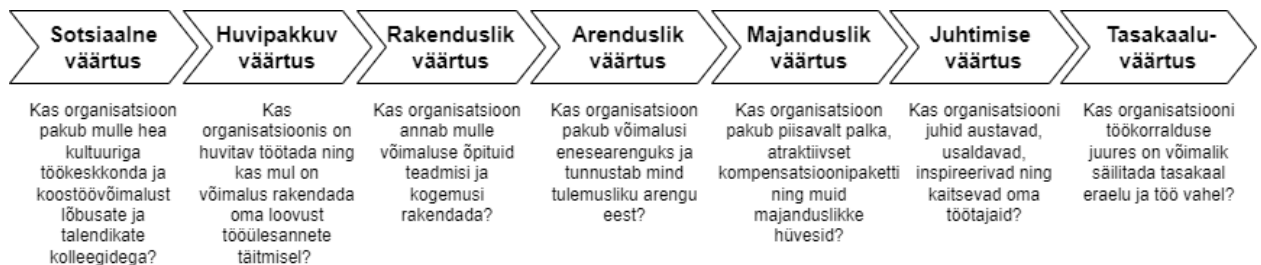 Sotsiaalne
väärtus
Huvipakkuv
väärtus
Rakenduslik
väärtus
Arenduslik
väärtus
Majanduslik
väärtus
Juhtimise
väärtus
Tasakaalu-
väärtus
Kas organisatsioon
pakub mulle hea
kultuuriga
töökeskkonda ja
koostöövõimalust
lõbusate ja
talendikate
kolleegidega?
Kas
organisatsioonis on
huvitav töötada ning
kas mul on
võimalus rakendada
oma loovust
tööülesannete
täitmisel?
Kas organisatsioon
annab mulle
võimaluse õpituid
teadmisi ja
kogemusi
rakendada?
Kas organisatsioon
pakub võimalusi
enesearenguks ja
tunnustab mind
tulemusliku arengu
eest?
Kas organisatsioon
pakub piisavalt palka,
atraktiivset
kompensatsioonipaketti
ning muid
majanduslikke
hüvesid?
Kas organisatsiooni
juhid austavad,
usaldavad,
inspireerivad ning
kaitsevad oma
töötajaid?
Kas organisatsiooni
töökorralduse
juures on võimalik
säilitada tasakaal
eraelu ja töö vahel?